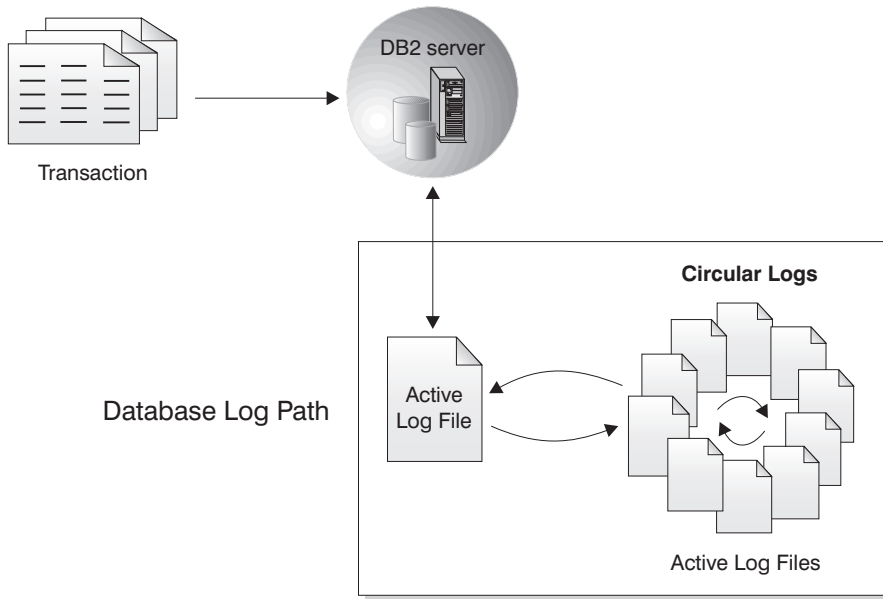 DB2 server
Transaction
Circular Logs
Active
Log File
Database Log Path
Active Log Files